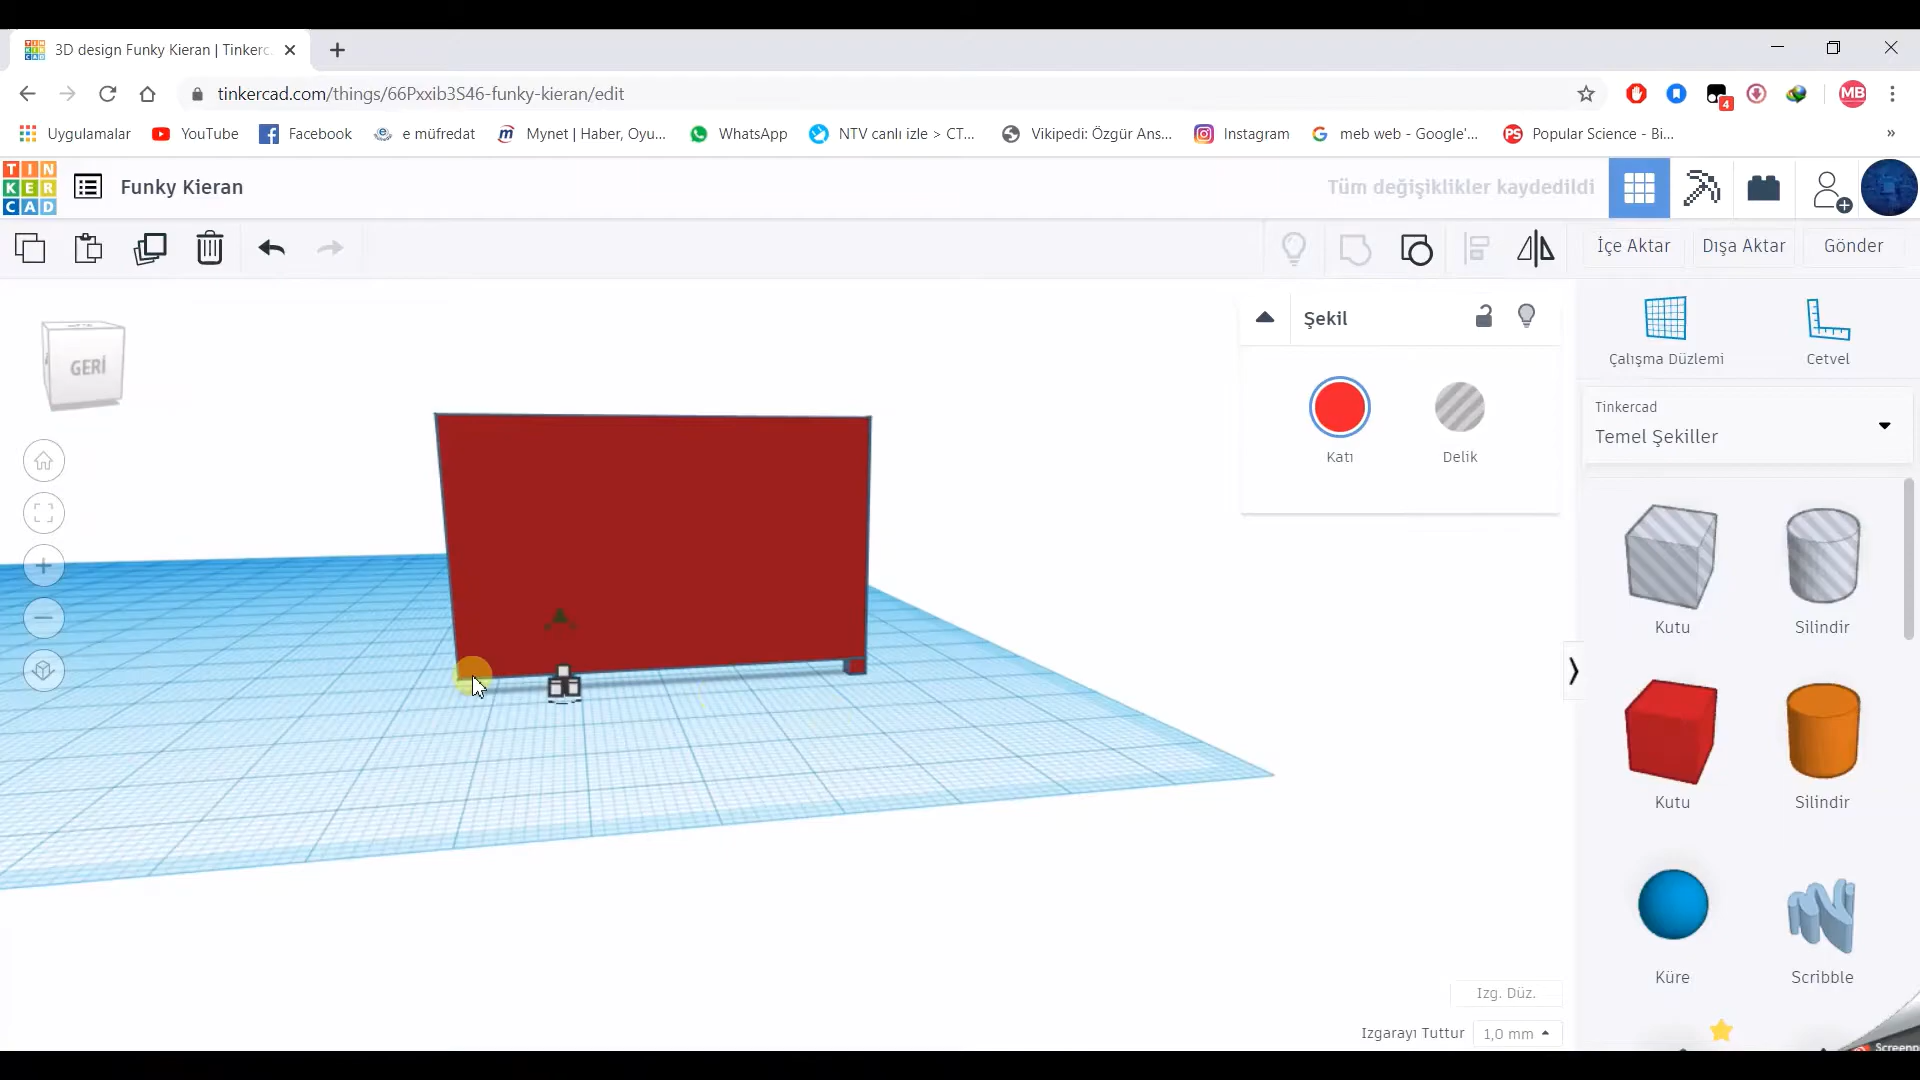 3D design Funky Kieran | Tinkerc
tinkercad.com/things/66Pxxib3S46-funky-kieran/edit
4
MB
Uygulamalar
YouTube
Facebook
e müfredat
Mynet | Haber, Oyu...
WhatsApp
NTV canlı izle > CT...
Vikipedi: Özgür Ans...
Instagram
meb web - Google'...
PS
Popular Science - Bi...
»
TIN
KER
CAD
Funky Kieran
Tüm değişiklikler kaydedildi
İçe Aktar
Dışa Aktar
Gönder
GERİ
Şekil
Katı
Delik
Çalışma Düzlemi
Cetvel
Tinkercad
Temel Şekiller
Kutu
Silindir
Kutu
Silindir
Küre
Scribble
Izg. Düz.
Izgarayı Tuttur
1,0 mm